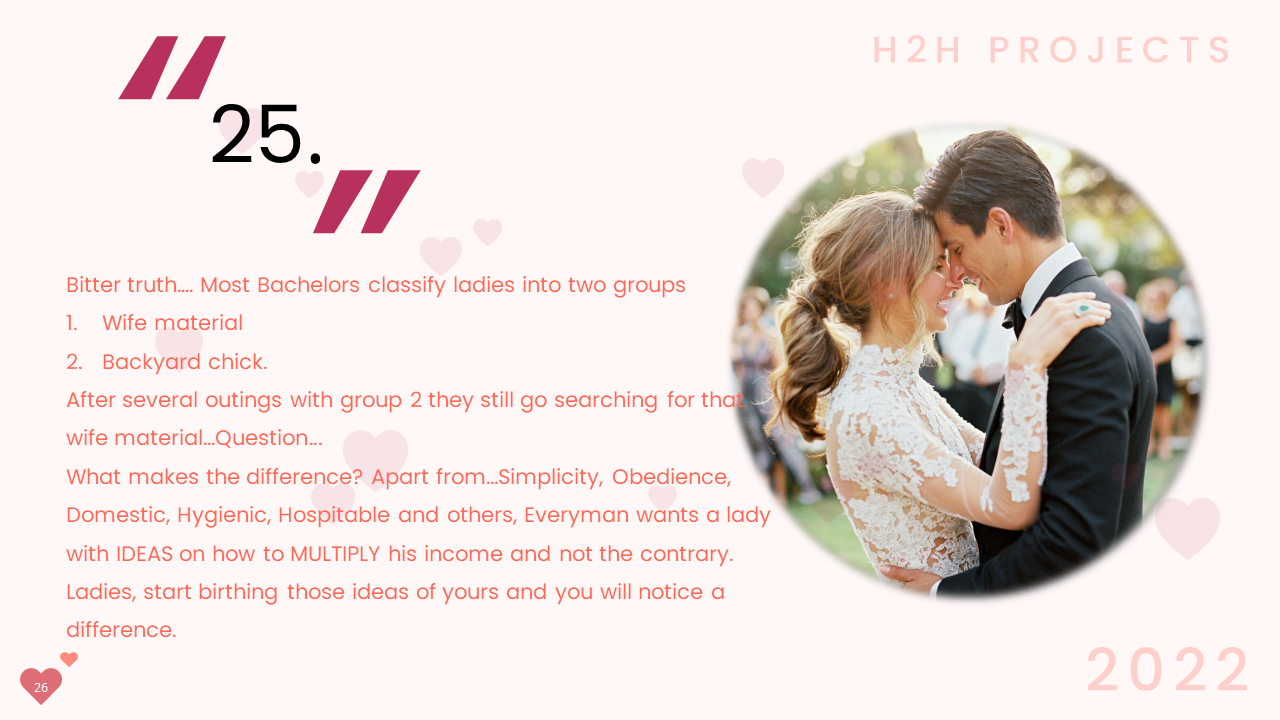 H2H PROJECTS
25.
Bitter truth.... Most Bachelors classify ladies into two groups
1. Wife material
2. Backyard chick.
After several outings with group 2 they still go searching for that
wife material...Question...
What makes the difference? Apart from...Simplicity, Obedience,
Domestic, Hygienic, Hospitable and others, Everyman wants a lady
with IDEAS on how to MULTIPLY his income and not the contrary.
Ladies, start birthing those ideas of yours and you will notice a
difference.
26
2022